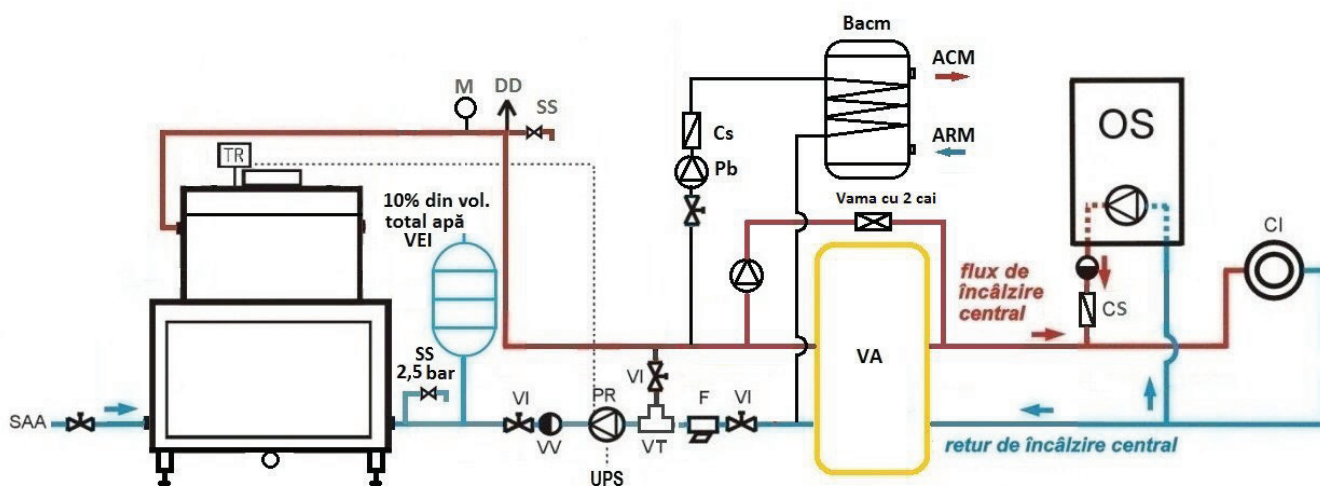 Bacm
ACM
ARM
M
DD
SS
Cs
Pb
OS
TR
10% din vol.
total apă
VEI
Vama cu 2 cai
CI
flux de
încâlzire
central
CS
VA
SS
2,5 bar
VI
VI
PR
F
VI
SAA
VV
VT
retur de încâlzire central
UPS